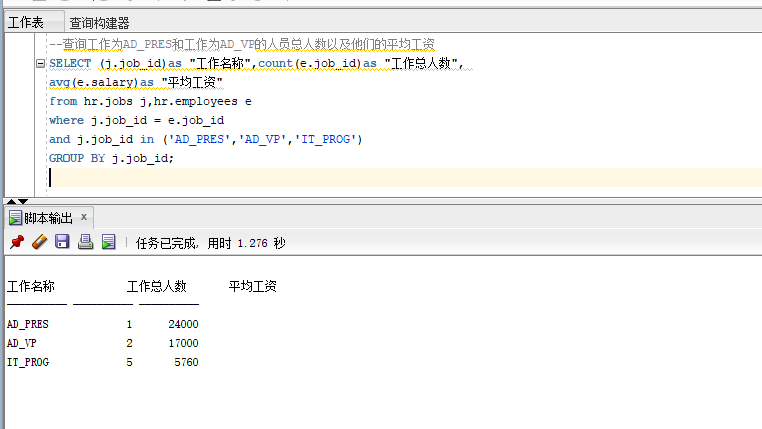 工作表 查询构建器
--查询工作为AD_PRES和工作为AD_VP的人员总人数以及他们的平均工资
SELECT (j.job_id)as "工作名称",count(e.job_id)as "工作总人数",
avg(e.salary)as "平均工资"
from hr.jobs j,hr.employees e
where j.job_id = e.job_id
and j.job_id in ('AD_PRES','AD_VP','IT_PROG')
GROUP BY j.job_id;
脚本输出 x
任务已完成, 用时 1.276 秒
工作名称 工作总人数 平均工资
---------- ---------- ----------
AD_PRES 1 24000
AD_VP 2 17000
IT_PROG 5 5760